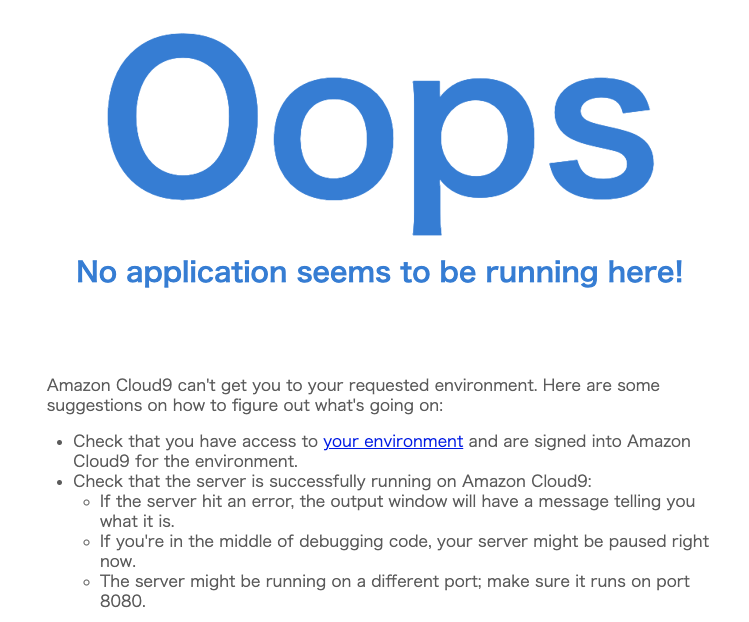 Oops
No application seems to be running here!
Amazon Cloud9 can't get you to your requested environment. Here are some
suggestions on how to figure out what's going on:
• Check that you have access to your environment and are signed into Amazon
Cloud9 for the environment.
• Check that the server is successfully running on Amazon Cloud9:
◦ If the server hit an error, the output window will have a message telling you
what it is.
◦ If you're in the middle of debugging code, your server might be paused right
now.
◦ The server might be running on a different port; make sure it runs on port
8080.